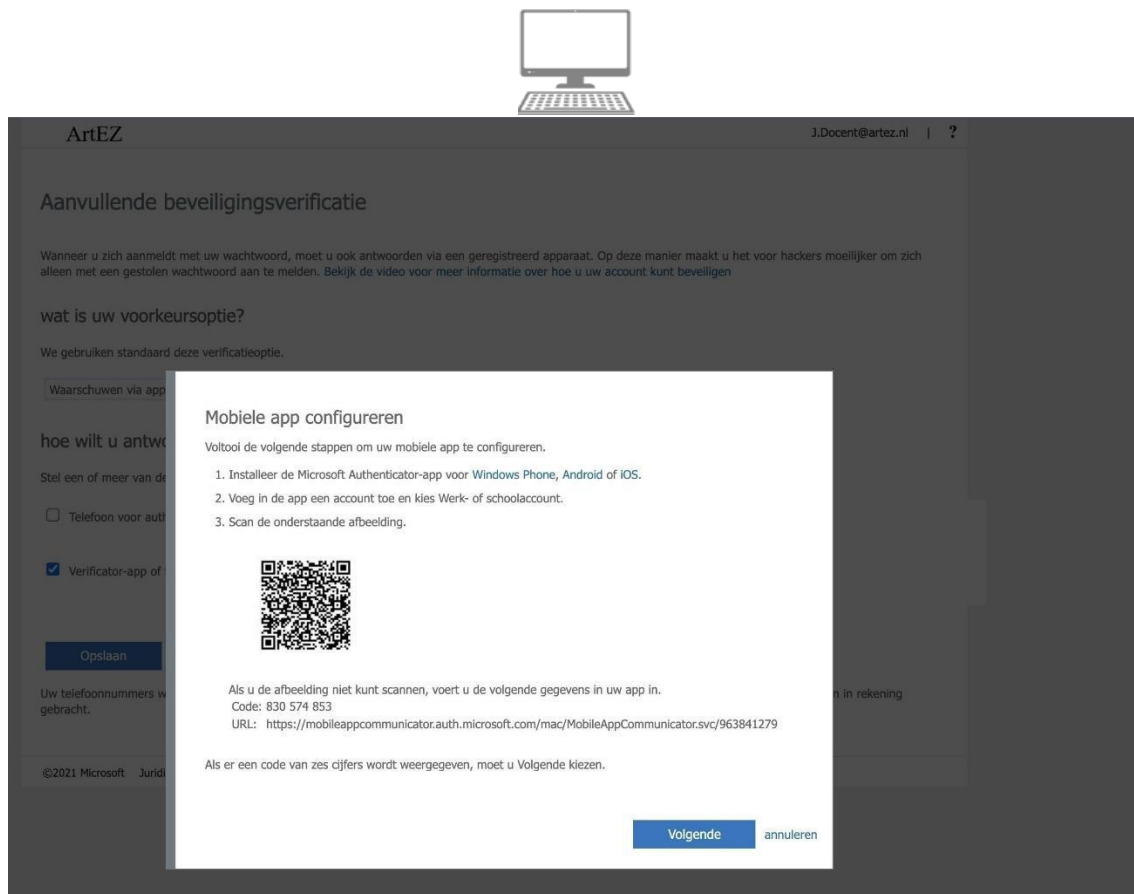 ArtEZ
J.Docent@artez.nl | ?
Aanvullende beveiligingsverificatie
Wanneer u zich aanmeldt met uw wachtwoord, moet u ook antwoorden via een geregistreerd apparaat. Op deze manier maakt u het voor hackers moeilijker om zich
alleen met een gestolen wachtwoord aan te melden. Bekijk de video voor meer informatie over hoe u uw account kunt beveiligen
wat is uw voorkeursoptie?
We gebruiken standaard deze verificatieoptie.
Waarschuwen via app
hoe wilt u antwo
Stel een of meer van de
Telefoon voor auth
Verificator-app of
Opslaan
Uw telefoonnummers w
n in rekening
gebracht.
©2021 Microsoft Juridi
Mobiele app configureren
Voltooi de volgende stappen om uw mobiele app te configureren.
1. Installeer de Microsoft Authenticator-app voor Windows Phone, Android of iOS.
2. Voeg in de app een account toe en kies Werk- of schoolaccount.
3. Scan de onderstaande afbeelding.
Als u de afbeelding niet kunt scannen, voert u de volgende gegevens in uw app in.
Code: 830 574 853
URL: https://mobileappcommunicator.auth.microsoft.com/mac/MobileAppCommunicator.svc/963841279
Als er een code van zes cijfers wordt weergegeven, moet u Volgende kiezen.
Volgende
annuleren